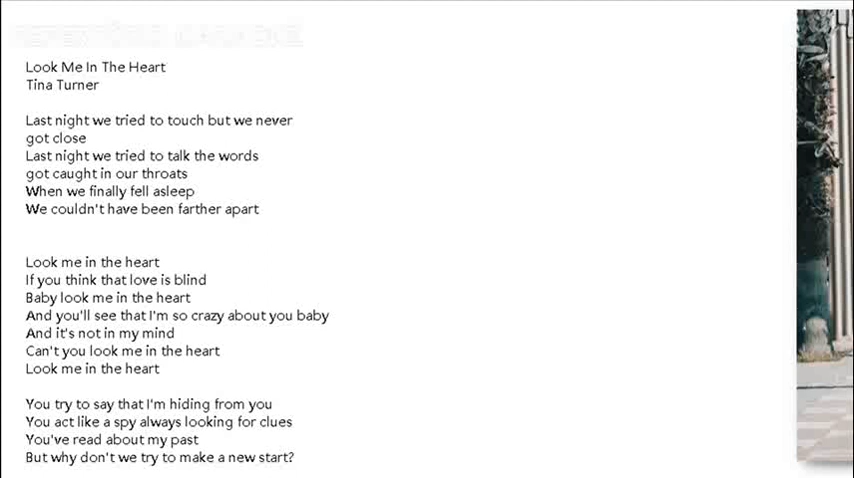 Look Me In The Heart
Tina Turner
Last night we tried to touch but we never
got close
Last night we tried to talk the words
got caught in our throats
When we finally fell asleep
We couldn't have been farther apart
Look me in the heart
If you think that love is blind
Baby look me in the heart
And you'll see that I'm so crazy about you baby
And it's not in my mind
Can't you look me in the heart
Look me in the heart
You try to say that I'm hiding from you
You act like a spy always looking for clues
You've read about my past
But why don't we try to make a new start?